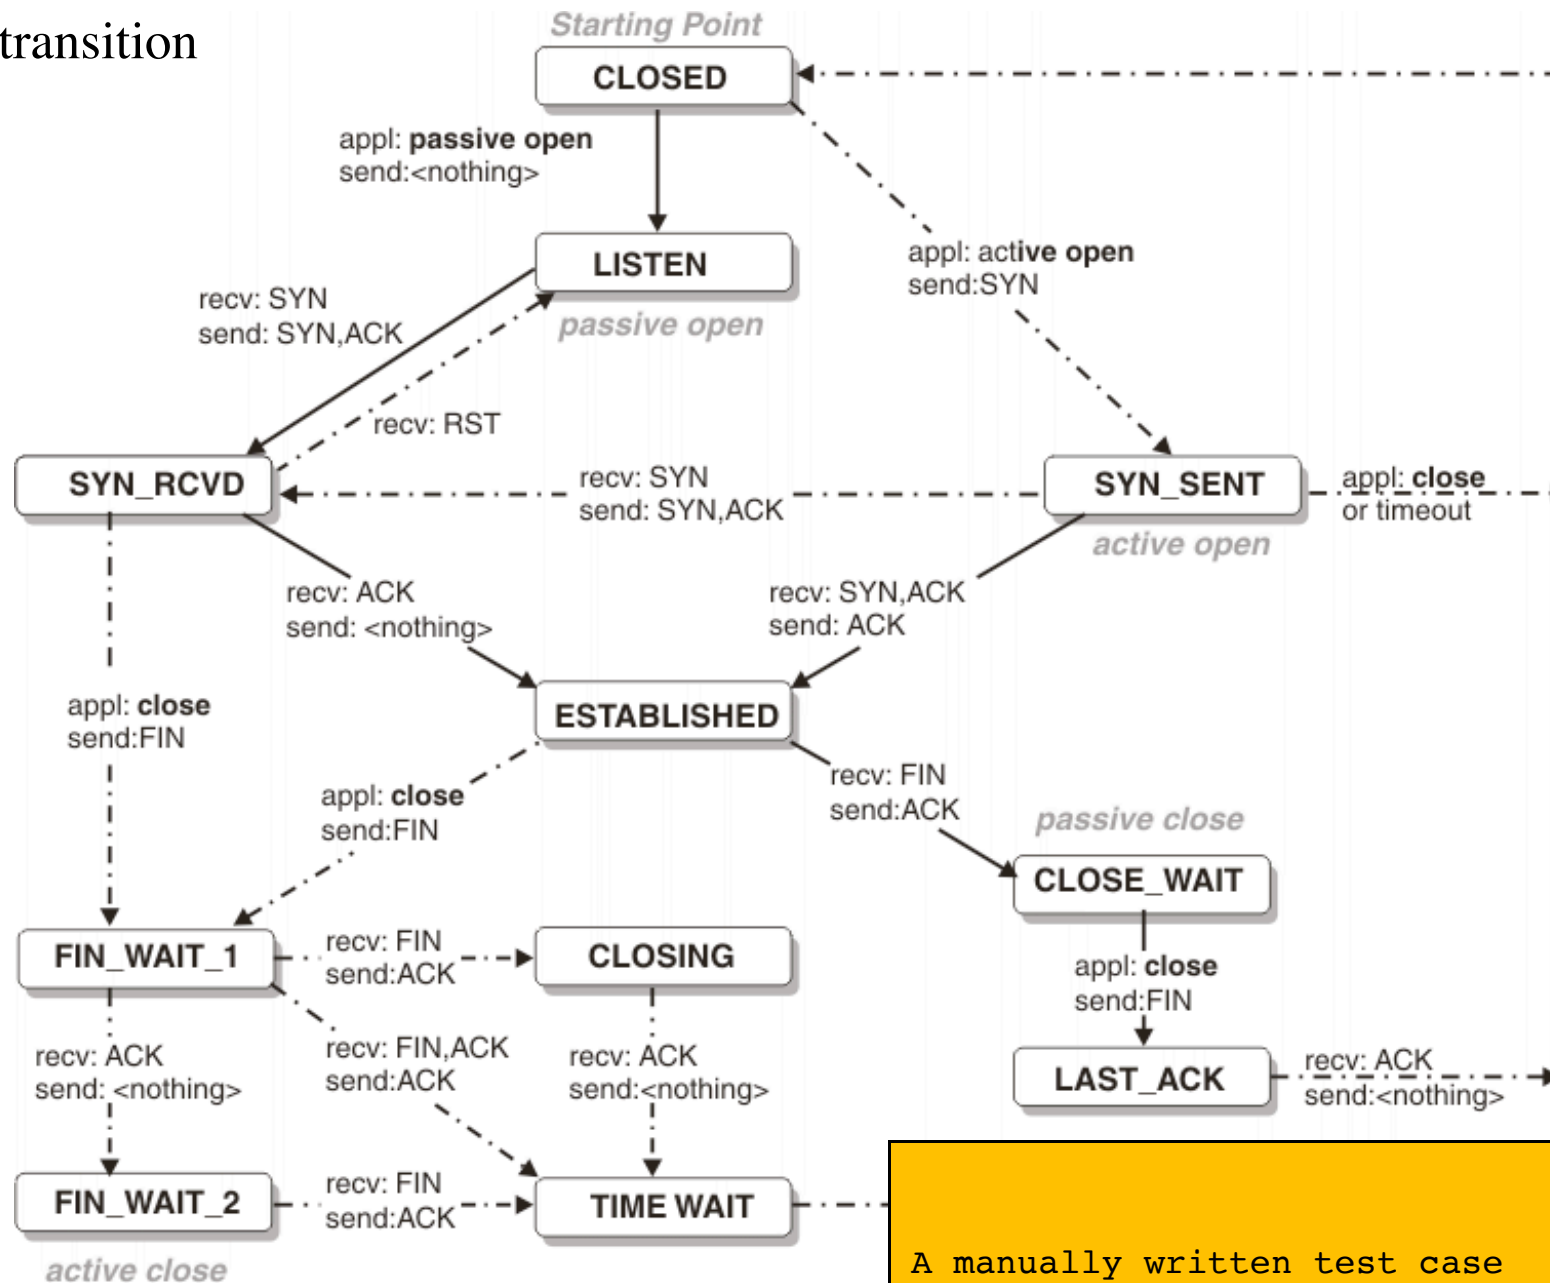 transition
Starting Point
CLOSED
appl: passive open
send:<nothing>
LISTEN
passive open
appl: active open
send:SYN
recv: SYN
send: SYN,ACK
recv: RST
SYN_RCVD
recv: SYN
send: SYN,ACK
SYN_SENT
active open
appl: close
or timeout
recv: ACK
send: <nothing>
recv: SYN,ACK
send: ACK
appl: close
send:FIN
ESTABLISHED
appl: close
send:FIN
recv: FIN
send:ACK
passive close
CLOSE_WAIT
FIN_WAIT_1
recv: FIN
send:ACK
CLOSING
appl: close
send:FIN
recv: ACK
send: <nothing>
recv: FIN,ACK
send:ACK
recv: ACK
send:<nothing>
LAST_ACK
recv: ACK
send:<nothing>
FIN_WAIT_2
recv: FIN
send:ACK
TIME WAIT
active close
A manually written test case